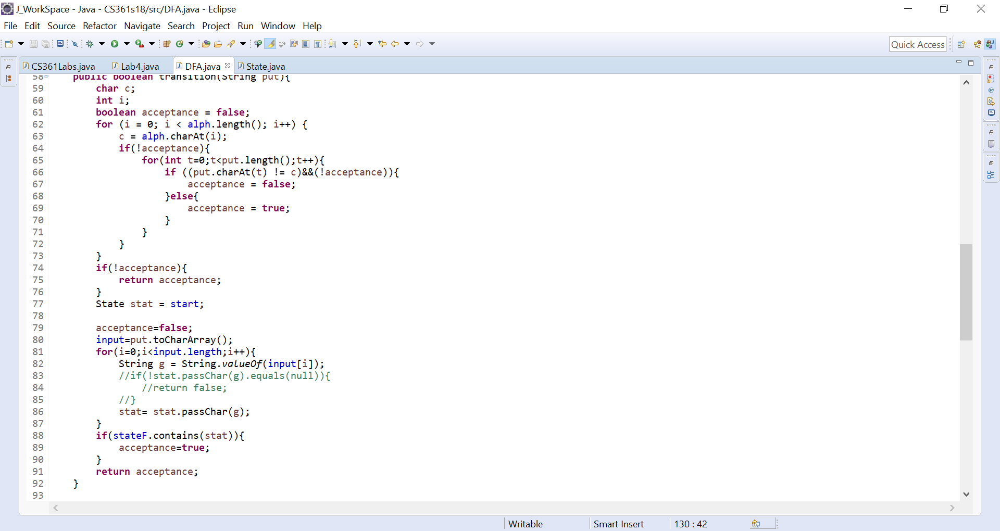 J_WorkSpace - Java - CS361s18/src/DFA.java - Eclipse
File Edit Source Refactor Navigate Search Project Run Window Help
Quick Access
CS361Labs.java Lab4.java DFA.java State.java
58 public boolean transition(String put){
59 char c;
60 int i;
61 boolean acceptance = false;
62 for (i = 0; i < alph.length(); i++) {
63 c = alph.charAt(i);
64 if(!acceptance){
65 for(int t=0;t<put.length();t++){
66 if ((put.charAt(t) != c)&&(!acceptance)){
67 acceptance = false;
68 }else{
69 acceptance = true;
70 }
71 }
72 }
73 }
74 if(!acceptance){
75 return acceptance;
76 }
77 State stat = start;
78
79 acceptance=false;
80 input=put.toCharArray();
81 for(i=0;i<input.length;i++){
82 String g = String.valueOf(input[i]);
83 //if(!stat.passChar(g).equals(null)){
84 //return false;
85 //}
86 stat= stat.passChar(g);
87 }
88 if(stateF.contains(stat)){
89 acceptance=true;
90 }
91 return acceptance;
92 }
93
Writable Smart Insert 130 : 42